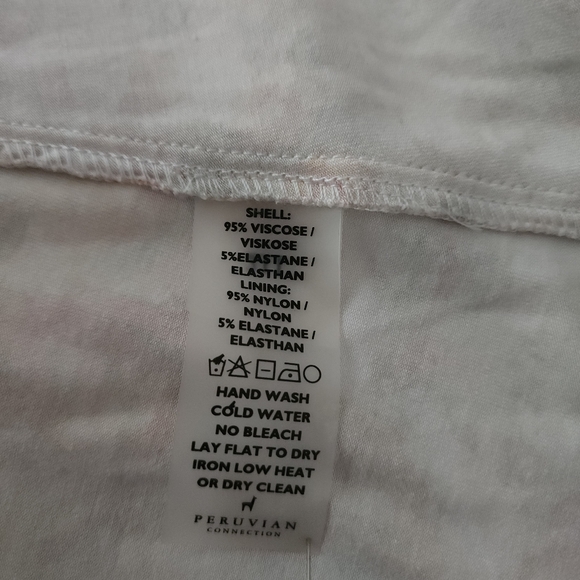 SHELL:
95% VISCOSE /
VISKOSE
5%ELASTANE /
ELASTHAN
LINING:
95% NYLON /
NYLON
5% ELASTANE /
ELASTHAN
HAND WASH
COLD WATER
NO BLEACH
LAY FLAT TO DRY
IRON LOW HEAT
OR DRY CLEAN
PERUVIAN
CONNECTION